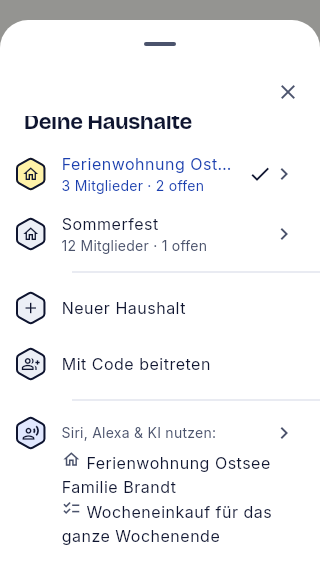 Deine Haushalte
Ferienwohnung Ost...
3 Mitglieder · 2 offen
Sommerfest
12 Mitglieder · 1 offen
Neuer Haushalt
Mit Code beitreten
Siri, Alexa & KI nutzen:
Ferienwohnung Ostsee
Familie Brandt
Wocheneinkauf für das
ganze Wochenende